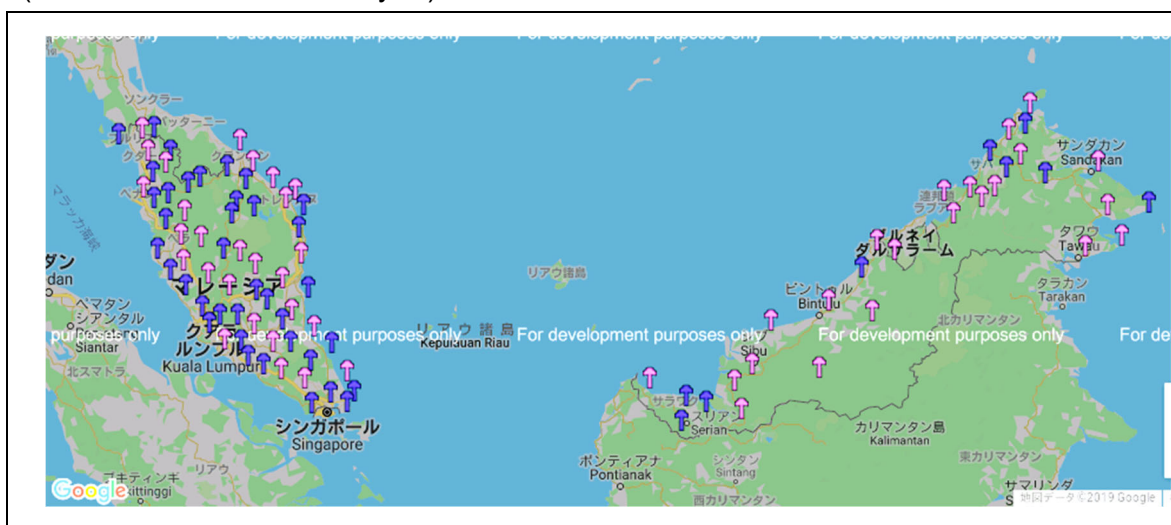 purposes only
For development purposes only
For development purposes only
For development purposes only
ソンクラー
パッターニー
サンダカン
Sandakan
マラッカ海峡
タワウ
Tawau
ダルサラーム
マレーシア
リアウ諸島
ビントゥル
Bintulu
タラカン
Tarakan
北カリマンタン
ペマタン
シアンタル
Pematang
Siantar
リアウ諸島
Kepulauan Riau
purposes only
For development purposes only
For development purposes only
For development purposes only
For de
クアラ
ルンプル
Kuala Lumpur
Sibu
北スマトラ
サラワク
スリアン
Serian
シンガポール
Singapore
カリマンタン島
Kalimantan
ポンティアナ
Pontianak
シンタン
Sintang
東カリマンタン
リアウ
ブキティンギ
西カリマンタン
サマリンダ
Google
地図データ ©2019 Google